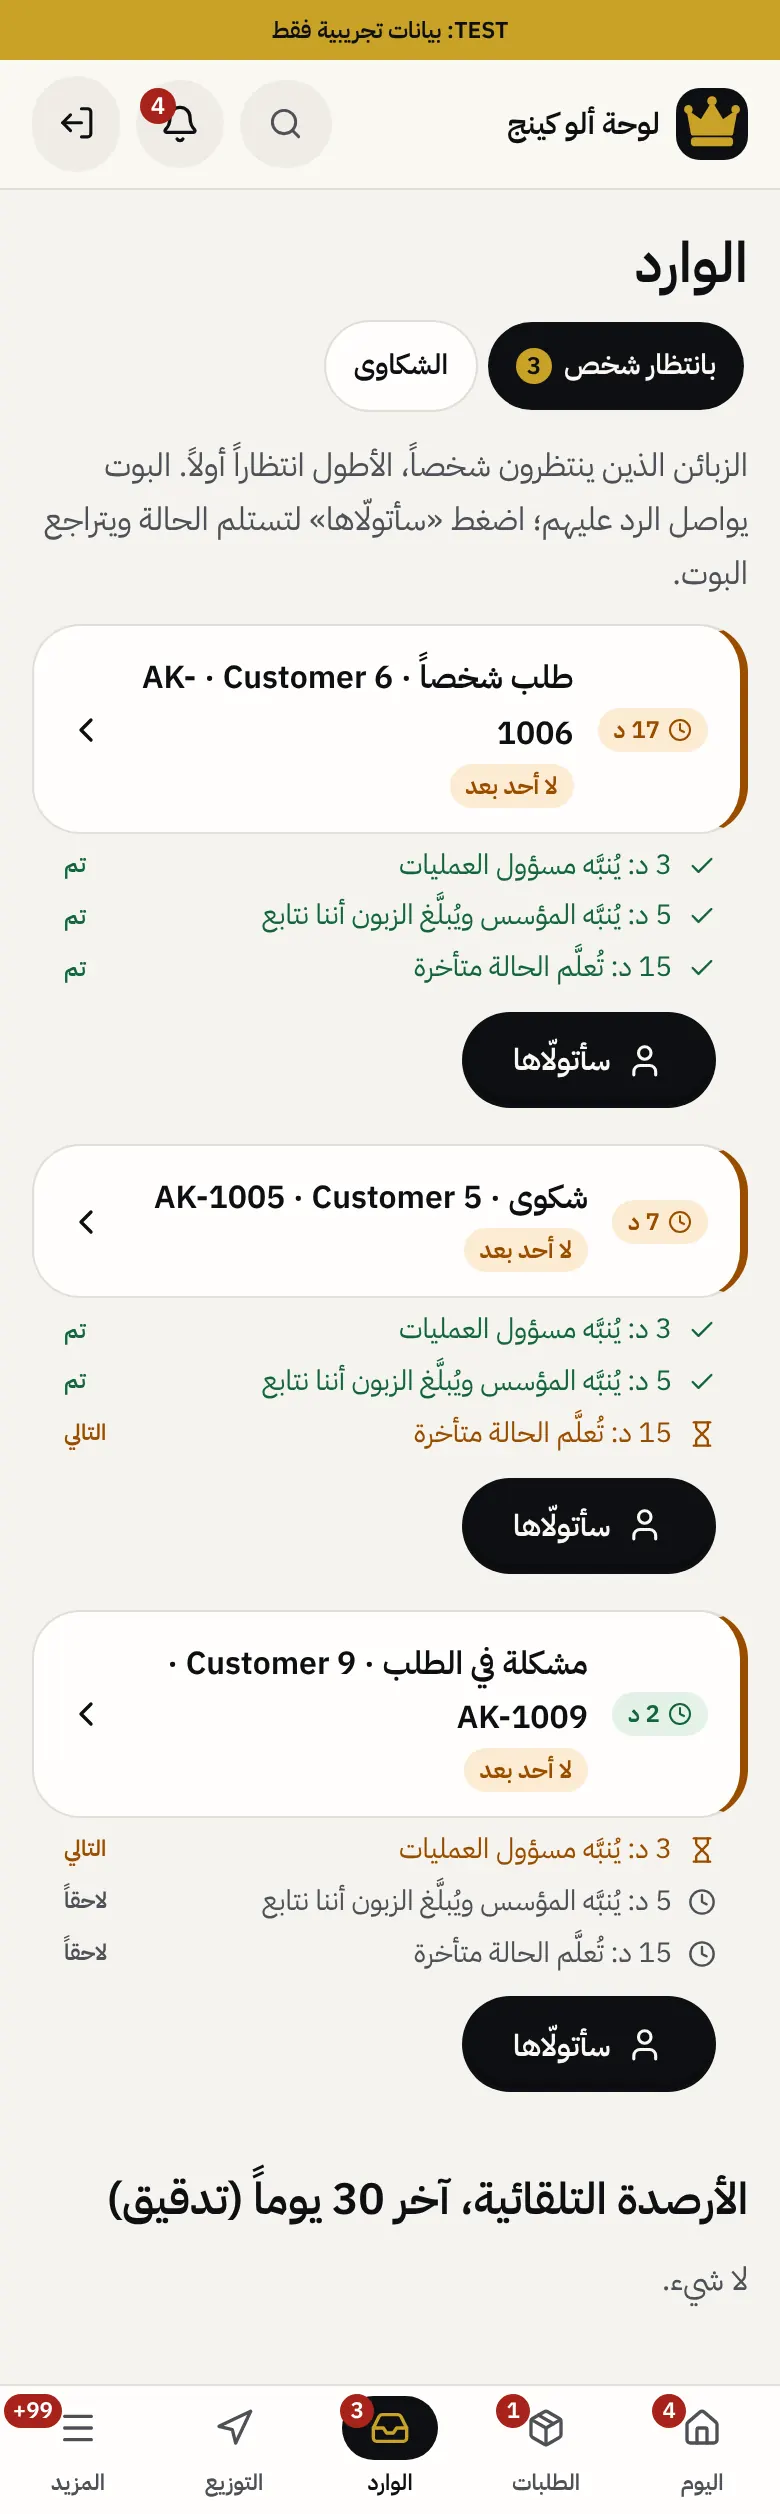 TEST: بيانات تجريبية فقط
لوحة ألو كينج
4
الوارد
بانتظار شخص 3
الشكاوى
الزبائن الذين ينتظرون شخصاً، الأطول انتظاراً أولاً. البوت
يواصل الرد عليهم؛ اضغط «سأتولّاها» لتستلم الحالة ويتراجع
البوت.
17 د
طلب شخصاً · Customer 6 · AK-
1006
لا أحد بعد
3 د: يُنبَّه مسؤول العمليات تم
5 د: يُنبَّه المؤسس ويُبلَّغ الزبون أننا نتابع تم
15 د: تُعلَّم الحالة متأخرة تم
سأتولّاها
7 د
شكوى · AK-1005 · Customer 5
لا أحد بعد
3 د: يُنبَّه مسؤول العمليات تم
5 د: يُنبَّه المؤسس ويُبلَّغ الزبون أننا نتابع تم
15 د: تُعلَّم الحالة متأخرة التالي
سأتولّاها
2 د
مشكلة في الطلب · Customer 9 ·
AK-1009
لا أحد بعد
3 د: يُنبَّه مسؤول العمليات التالي
5 د: يُنبَّه المؤسس ويُبلَّغ الزبون أننا نتابع لاحقاً
15 د: تُعلَّم الحالة متأخرة لاحقاً
سأتولّاها
الأرصدة التلقائية، آخر 30 يوماً (تدقيق)
لا شيء.
4 1 3 99+
اليوم الطلبات الوارد التوزيع المزيد